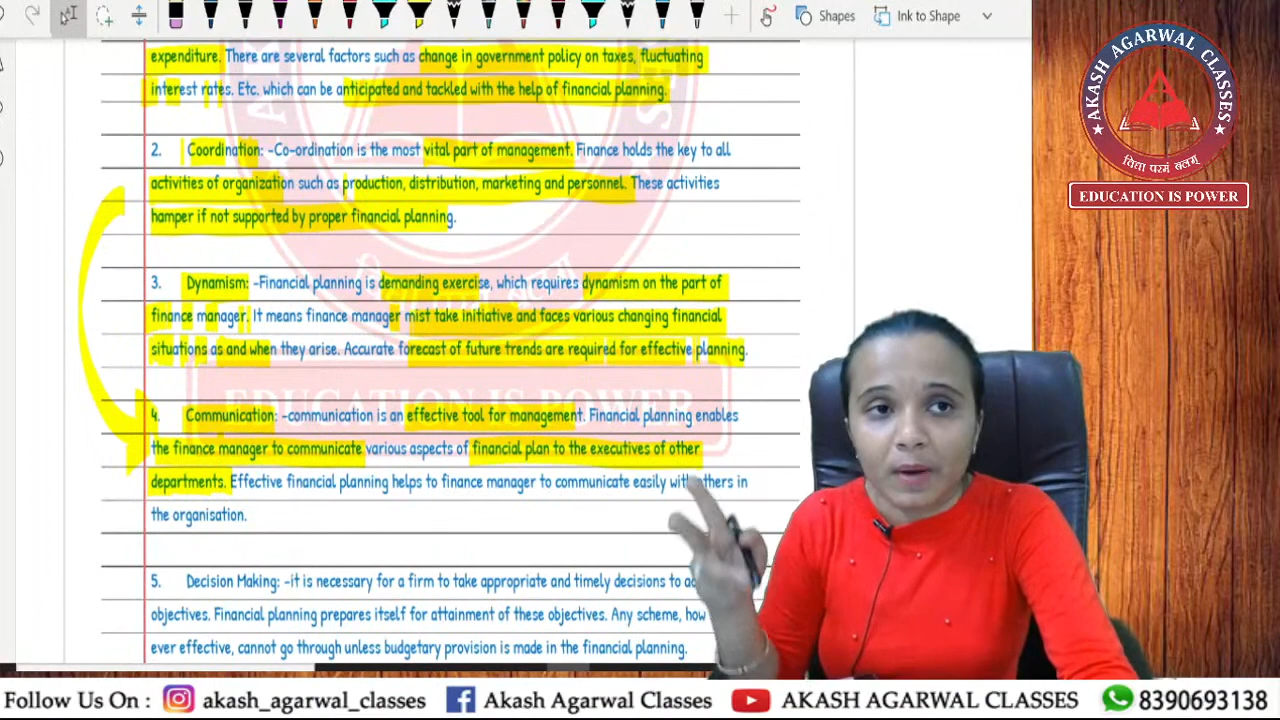 Shapes
Ink to Shape
expenditure. There are several factors such as change in government policy on taxes, fluctuating
interest rates. Etc. which can be anticipated and tackled with the help of financial planning.
2. Coordination: -Co-ordination is the most vital part of management. Finance holds the key to all
activities of organization such as production, distribution, marketing and personnel. These activities
hamper if not supported by proper financial planning.
3. Dynamism: -Financial planning is demanding exercise, which requires dynamism on the part of
finance manager. It means finance manager mist take initiative and faces various changing financial
situations as and when they arise. Accurate forecast of future trends are required for effective planning.
EDUCATION IS POWER
4. Communication: -communication is an effective tool for management. Financial planning enables
the finance manager to communicate various aspects of financial plan to the executives of other
departments. Effective financial planning helps to finance manager to communicate easily with others in
the organisation.
5. Decision Making: -it is necessary for a firm to take appropriate and timely decisions to
objectives. Financial planning prepares itself for attainment of these objectives. Any scheme, how
ever effective, cannot go through unless budgetary provision is made in the financial planning.
AKASH AGARWAL CLASSES
विद्या परमं बलम्
EDUCATION IS POWER
Follow Us On: akash_agarwal_classes Akash Agarwal Classes AKASH AGARWAL CLASSES 8390693138